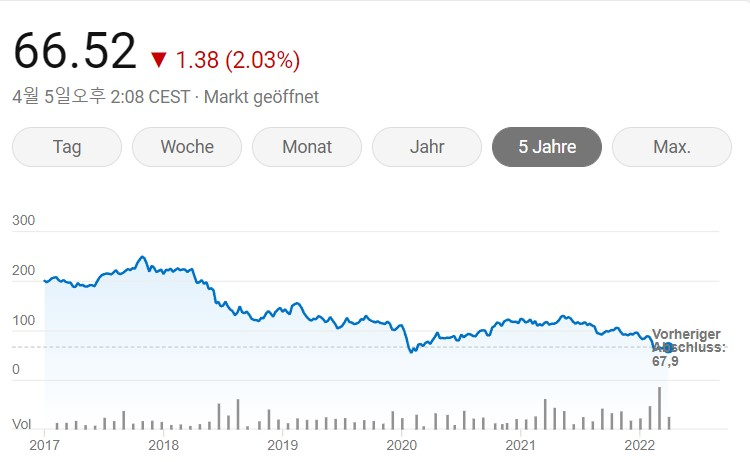 66.52 ▼ 1.38 (2.03%)
4월 5일오후 2:08 CEST · Markt geöffnet
Tag Woche Monat Jahr 5 Jahre Max.
300
200
100
0
Vorheriger
Abschluss:
67,9
Vol
2017 2018 2019 2020 2021 2022